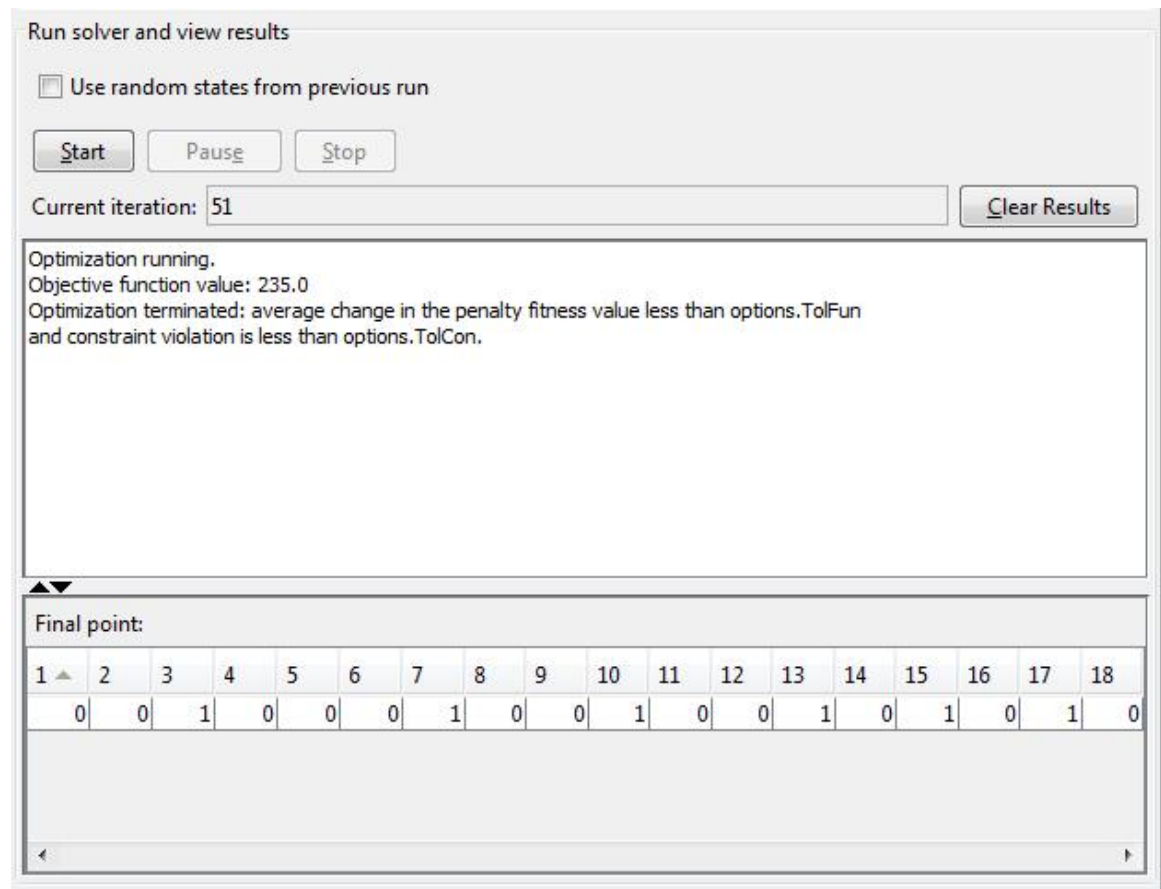 Run solver and view results
Use random states from previous run
Start Pause Stop
Current iteration: 51 Clear Results
Optimization running.
Objective function value: 235.0
Optimization terminated: average change in the penalty fitness value less than options.TolFun
and constraint violation is less than options.TolCon.
Final point:
1 2 3 4 5 6 7 8 9 10 11 12 13 14 15 16 17 18
0 0 1 0 0 0 1 0 0 1 0 0 1 0 1 0 1 0